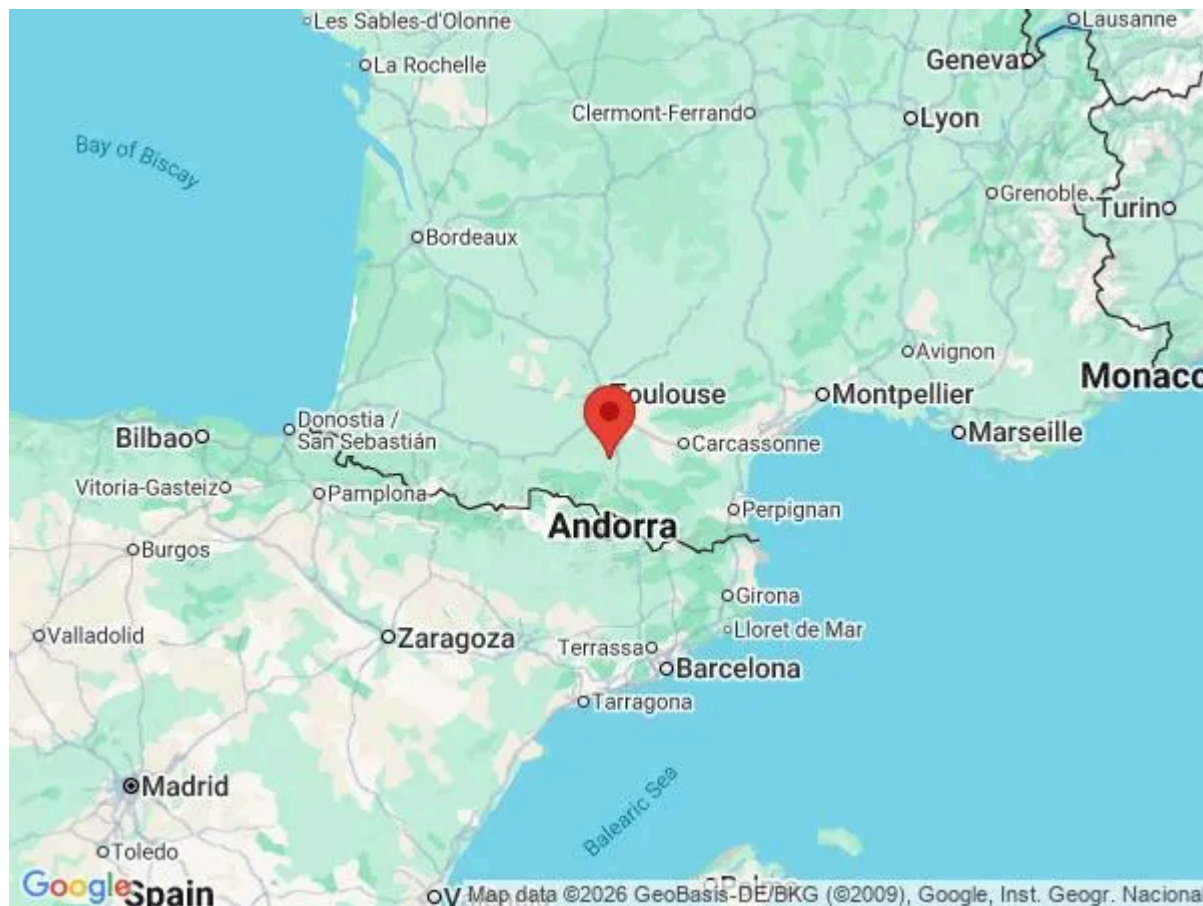 Les Sables-d'Olonne
Lausanne
La Rochelle
Geneva
Clermont-Ferrand
Lyon
Bay of Biscay
Grenoble
Turin
Bordeaux
Avignon
Monaco
Toulouse
Montpellier
Donostia /
San Sebastián
Bilbao
Carcassonne
Marseille
Vitoria-Gasteiz
Pamplona
Perpignan
Andorra
Burgos
Girona
Valladolid
Zaragoza
Lloret de Mar
Terrassa
Barcelona
Tarragona
Madrid
Balearic Sea
Toledo
Google
Spain
Map data ©2026 GeoBasis-DE/BKG (©2009), Google, Inst. Geogr. Nacional